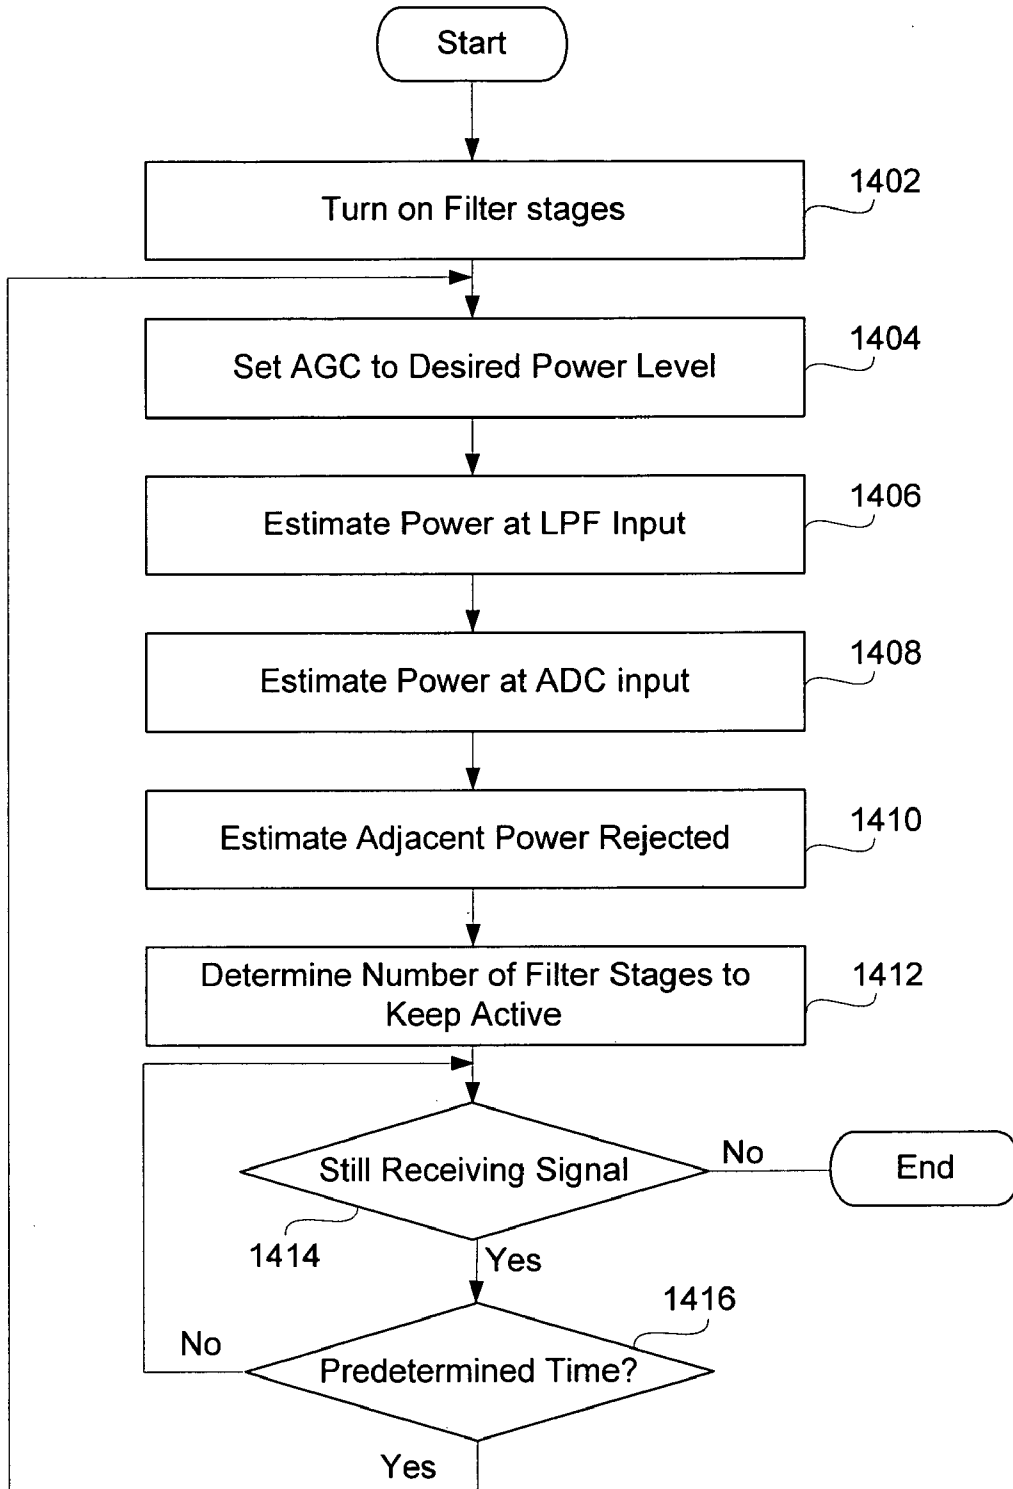 Start
Turn on Filter stages
1402
Set AGC to Desired Power Level
1404
Estimate Power at LPF Input
1406
Estimate Power at ADC input
1408
Estimate Adjacent Power Rejected
1410
Determine Number of Filter Stages to
Keep Active
1412
Still Receiving Signal
No
End
1414
Yes
1416
No
Predetermined Time?
Yes